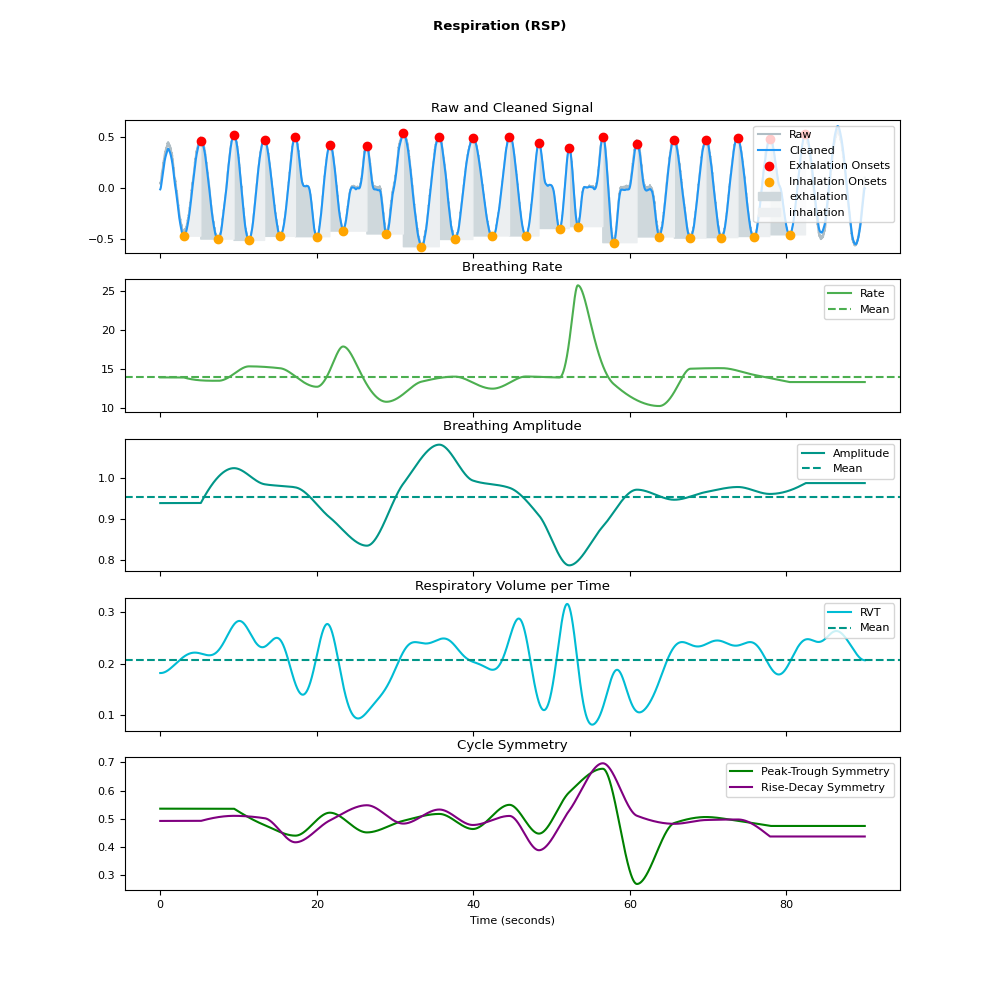 Respiration (RSP)
Raw and Cleaned Signal
0.5
0.0
−0.5
Raw
Cleaned
Exhalation Onsets
Inhalation Onsets
exhalation
inhalation
Breathing Rate
25
20
15
10
Rate
Mean
Breathing Amplitude
1.0
0.9
0.8
Amplitude
Mean
Respiratory Volume per Time
0.3
0.2
0.1
RVT
Mean
Cycle Symmetry
0.7
0.6
0.5
0.4
0.3
Peak-Trough Symmetry
Rise-Decay Symmetry
0 20 40 60 80
Time (seconds)